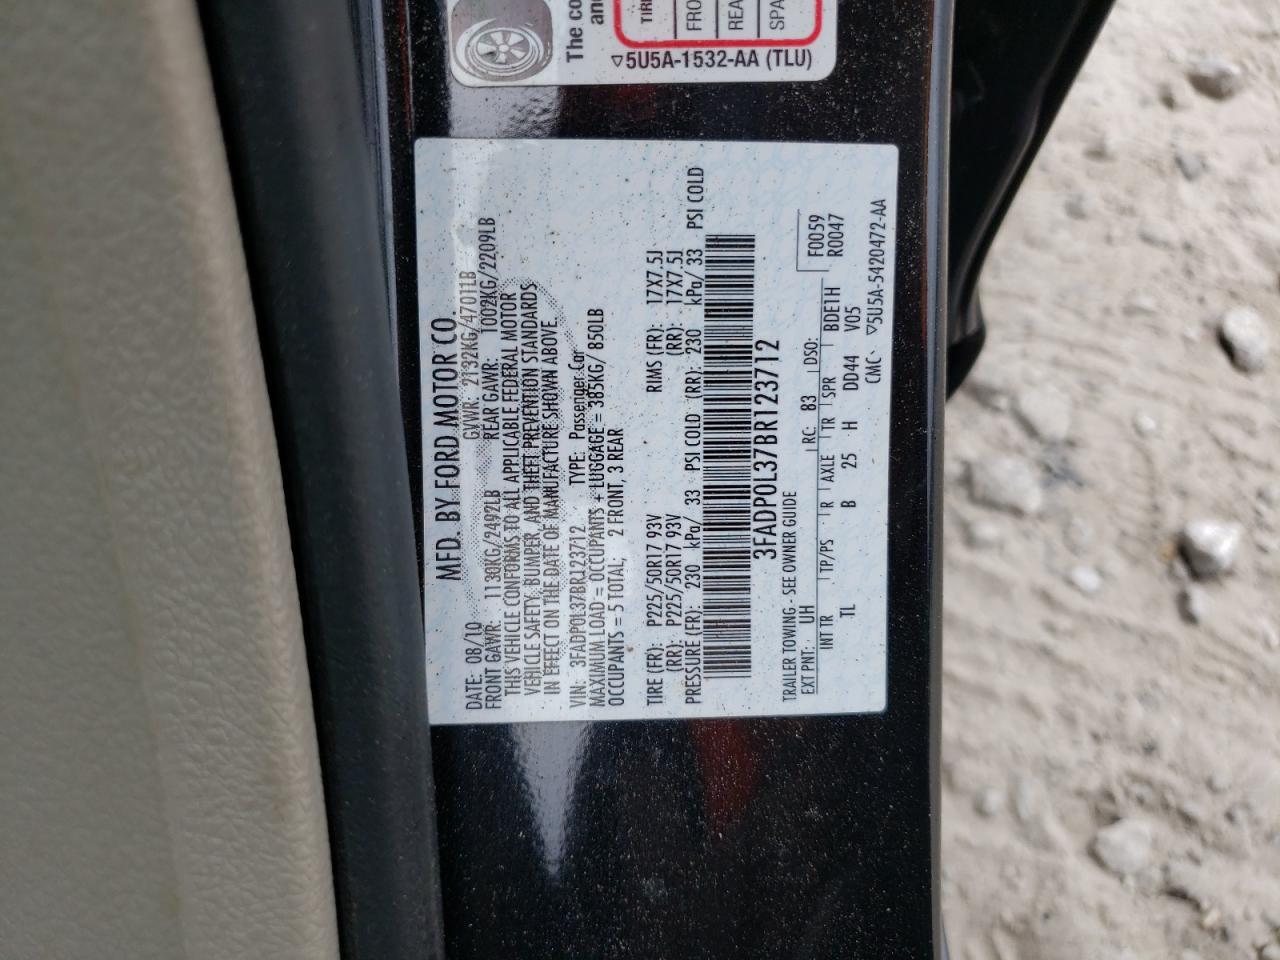 The co
an
TIR
FRO
REA
SPA
▽5U5A-1532-AA (TLU)
MFD. BY FORD MOTOR CO
DATE: 08/10 GVWR: 2132KG/4701LB
FRONT GAWR: 1130KG/2492LB REAR GAWR: 1002KG/2209LB
THIS VEHICLE CONFORMS TO ALL APPLICABLE FEDERAL MOTOR
VEHICLE SAFETY, BUMPER, AND THEFT PREVENTION STANDARDS
IN EFFECT ON THE DATE OF MANUFACTURE SHOWN ABOVE
VIN: 3FADP0L37BR123712 TYPE: Passenger Car
MAXIMUM LOAD = OCCUPANTS + LUGGAGE = 385KG/ 850LB
OCCUPANTS = 5 TOTAL: 2 FRONT, 3 REAR
TIRE (FR): P225/50R17 93V RIMS (FR): 17X7.5J
(RR): P225/50R17 93V (RR): 17X7.5J
PRESSURE (FR): 230 kPa/ 33 PSI COLD (RR): 230 kPa/ 33 PSI COLD
3FADP0L37BR123712
TRAILER TOWING - SEE OWNER GUIDE
EXT PNT: UH RC: 83 DSO: F0059
R0047
INT TR TP/PS R AXLE TR SPR BDE1H
TL B 25 H DD44 V05
CMC ▽5U5A-5420472-AA